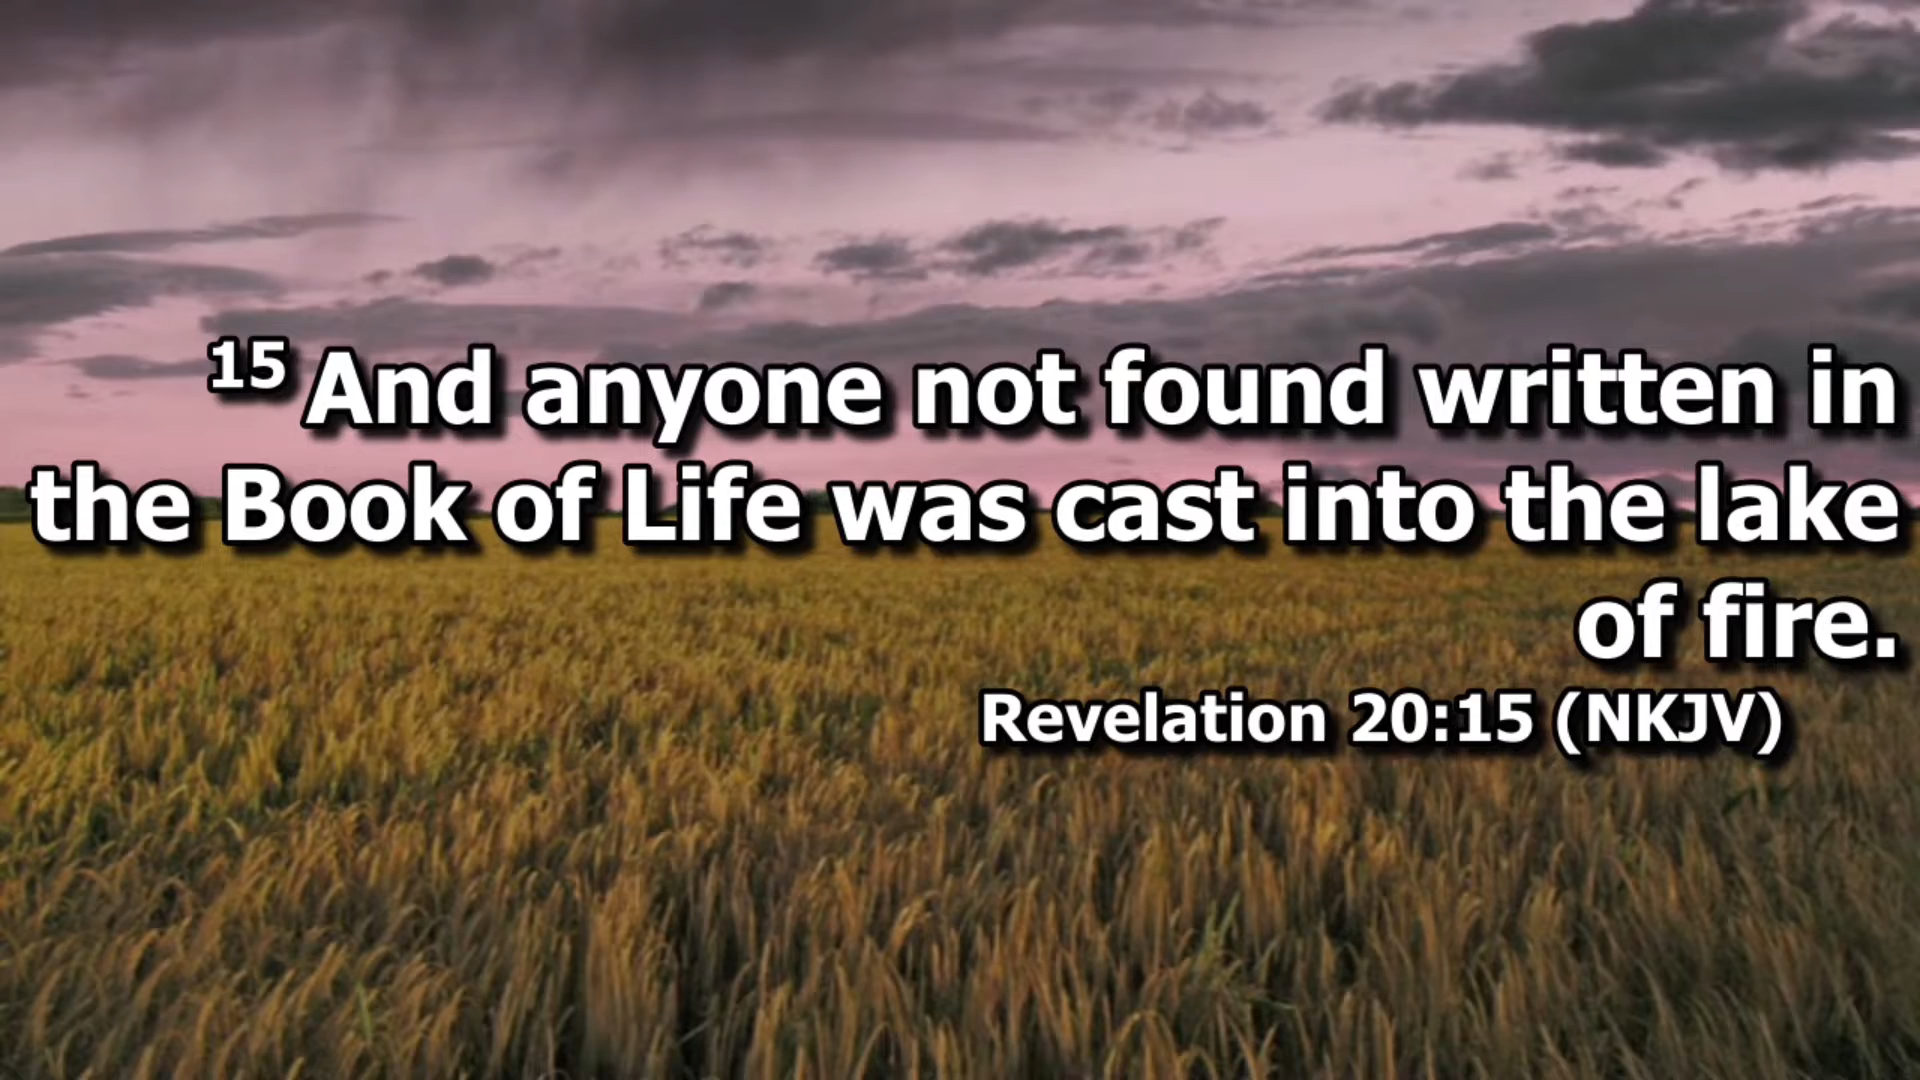 15 And anyone not found written in
the Book of Life was cast into the lake
of fire.
Revelation 20:15 (NKJV)